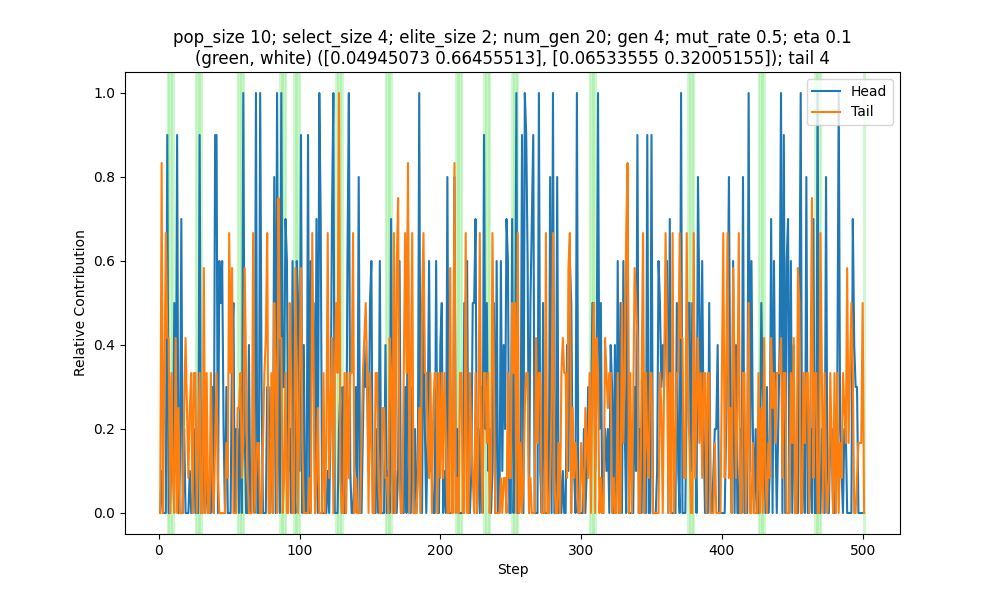 pop_size 10; select_size 4; elite_size 2; num_gen 20; gen 4; mut_rate 0.5; eta 0.1
(green, white) ([0.04945073 0.66455513], [0.06533555 0.32005155]); tail 4
Head
Tail
1.0
0.8
0.6
0.4
0.2
0.0
Relative Contribution
0 100 200 300 400 500
Step